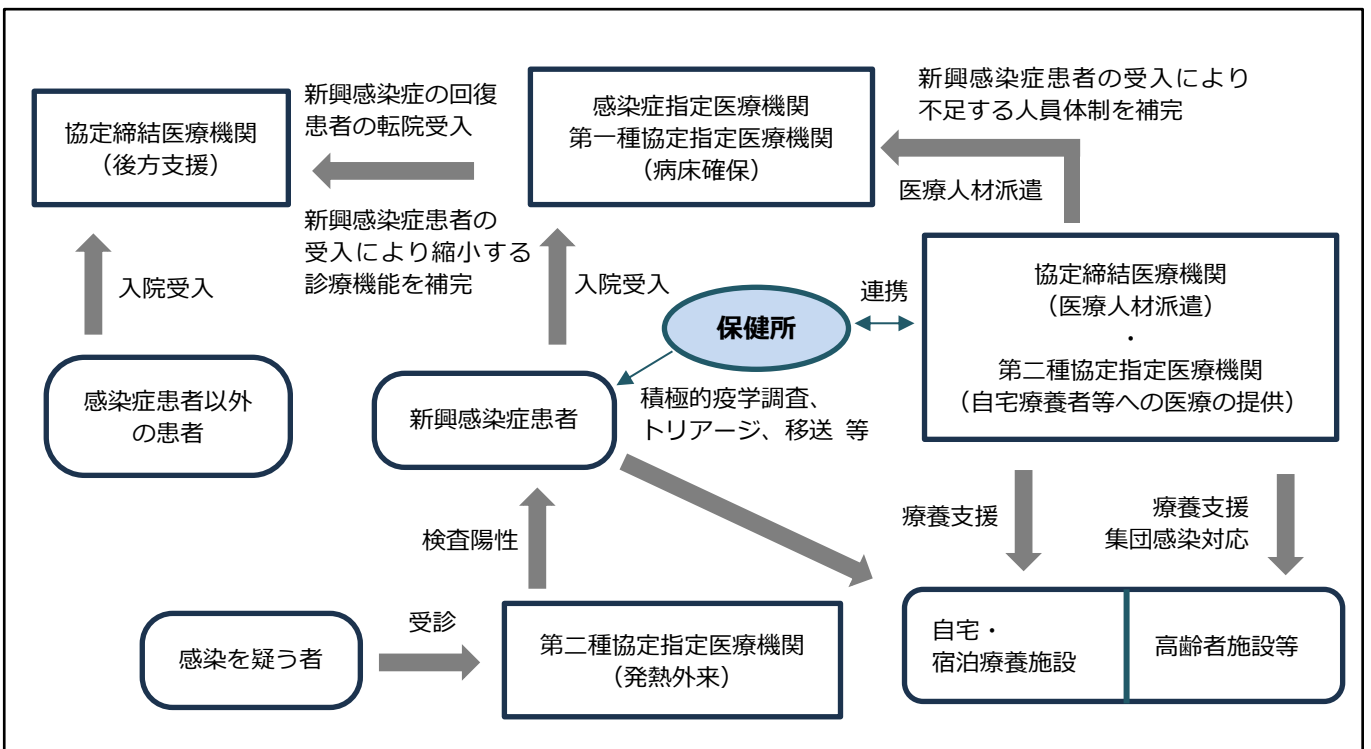 協定締結医療機関
（後方支援）
新興感染症の回復
患者の転院受入
新興感染症患者の
受入により縮小する
診療機能を補完
感染症指定医療機関
第一種協定指定医療機関
（病床確保）
新興感染症患者の受入により
不足する人員体制を補完
医療人材派遣
入院受入
入院受入
保健所
連携
協定締結医療機関
（医療人材派遣）
・
第二種協定指定医療機関
（自宅療養者等への医療の提供）
感染症患者以外
の患者
新興感染症患者
積極的疫学調査、
トリアージ、移送 等
検査陽性
療養支援
療養支援
集団感染対応
感染を疑う者
受診
第二種協定指定医療機関
（発熱外来）
自宅・
宿泊療養施設
高齢者施設等